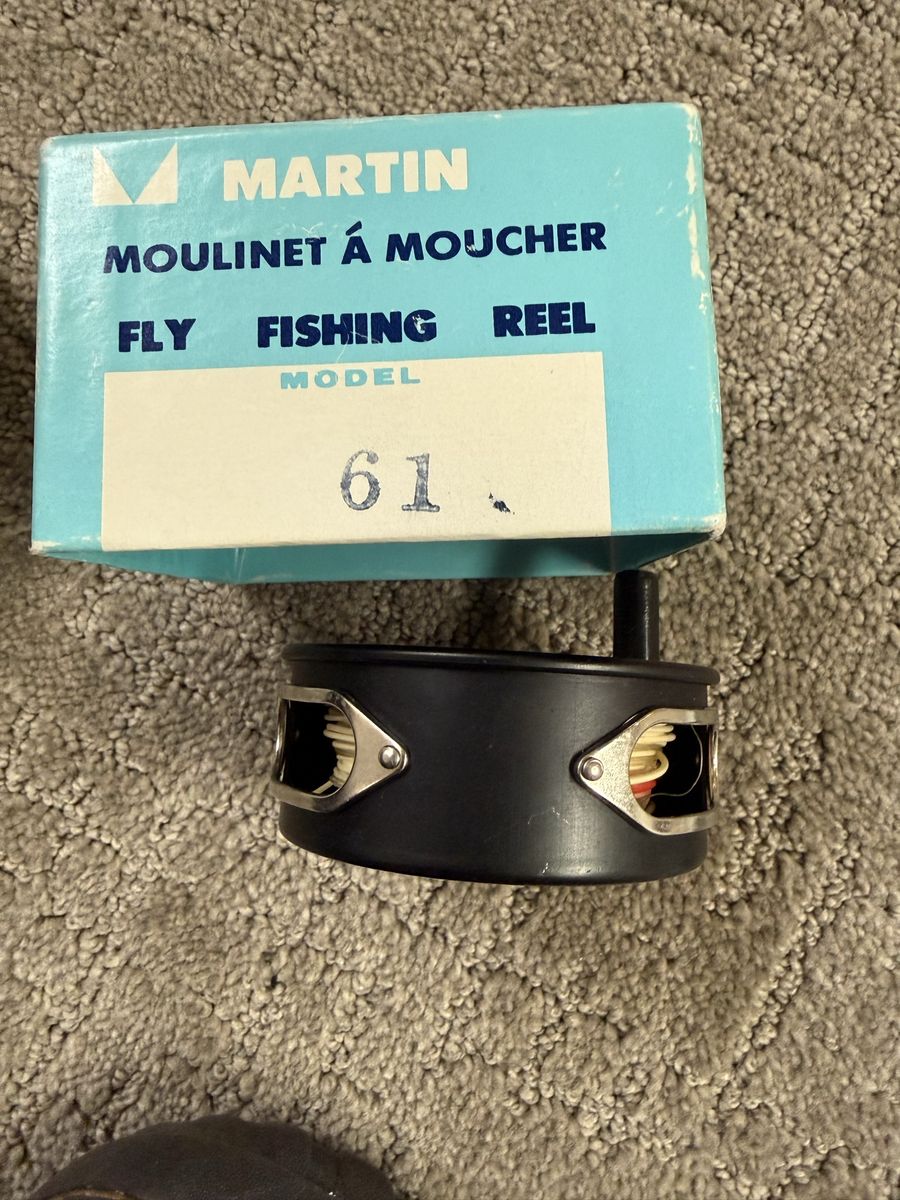 MARTIN
MOULINET Á MOUCHER
FLY FISHING REEL
MODEL
61